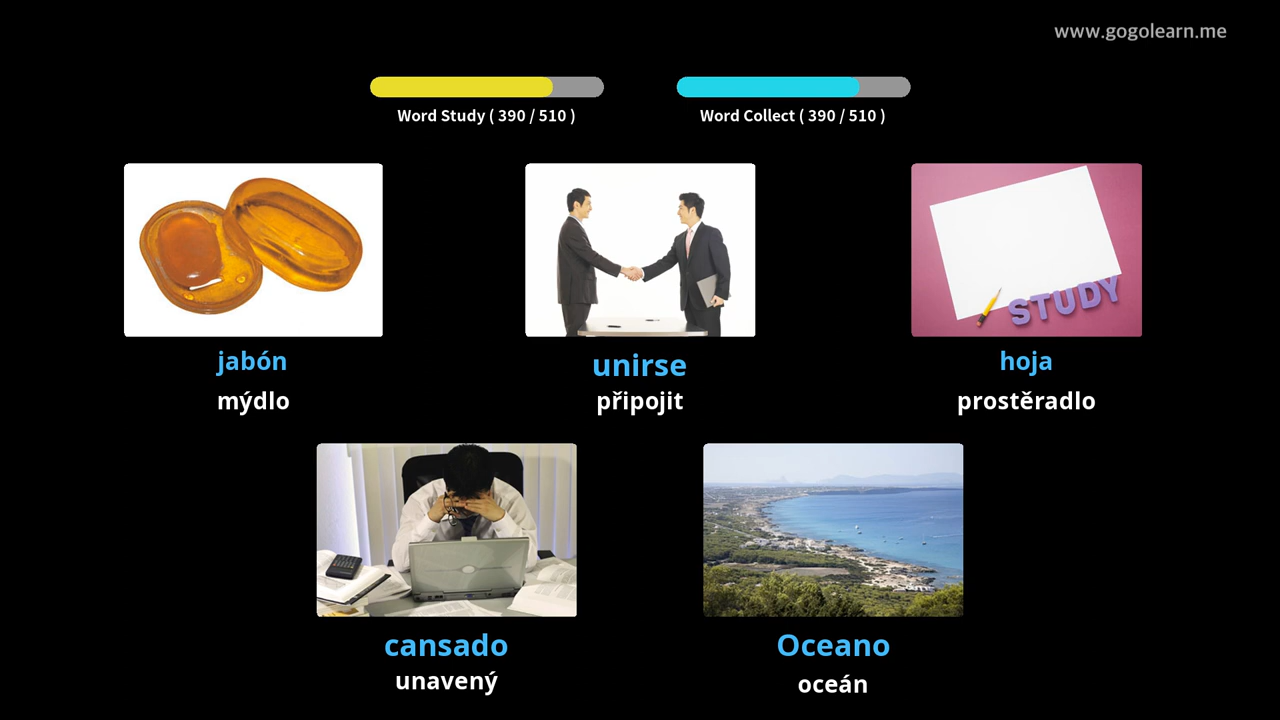 www.gogolearn.me
Word Study ( 390 / 510 )
Word Collect ( 390 / 510 )
STUDY
jabón
mýdlo
unirse
připojit
hoja
prostěradlo
cansado
unavený
Oceano
oceán